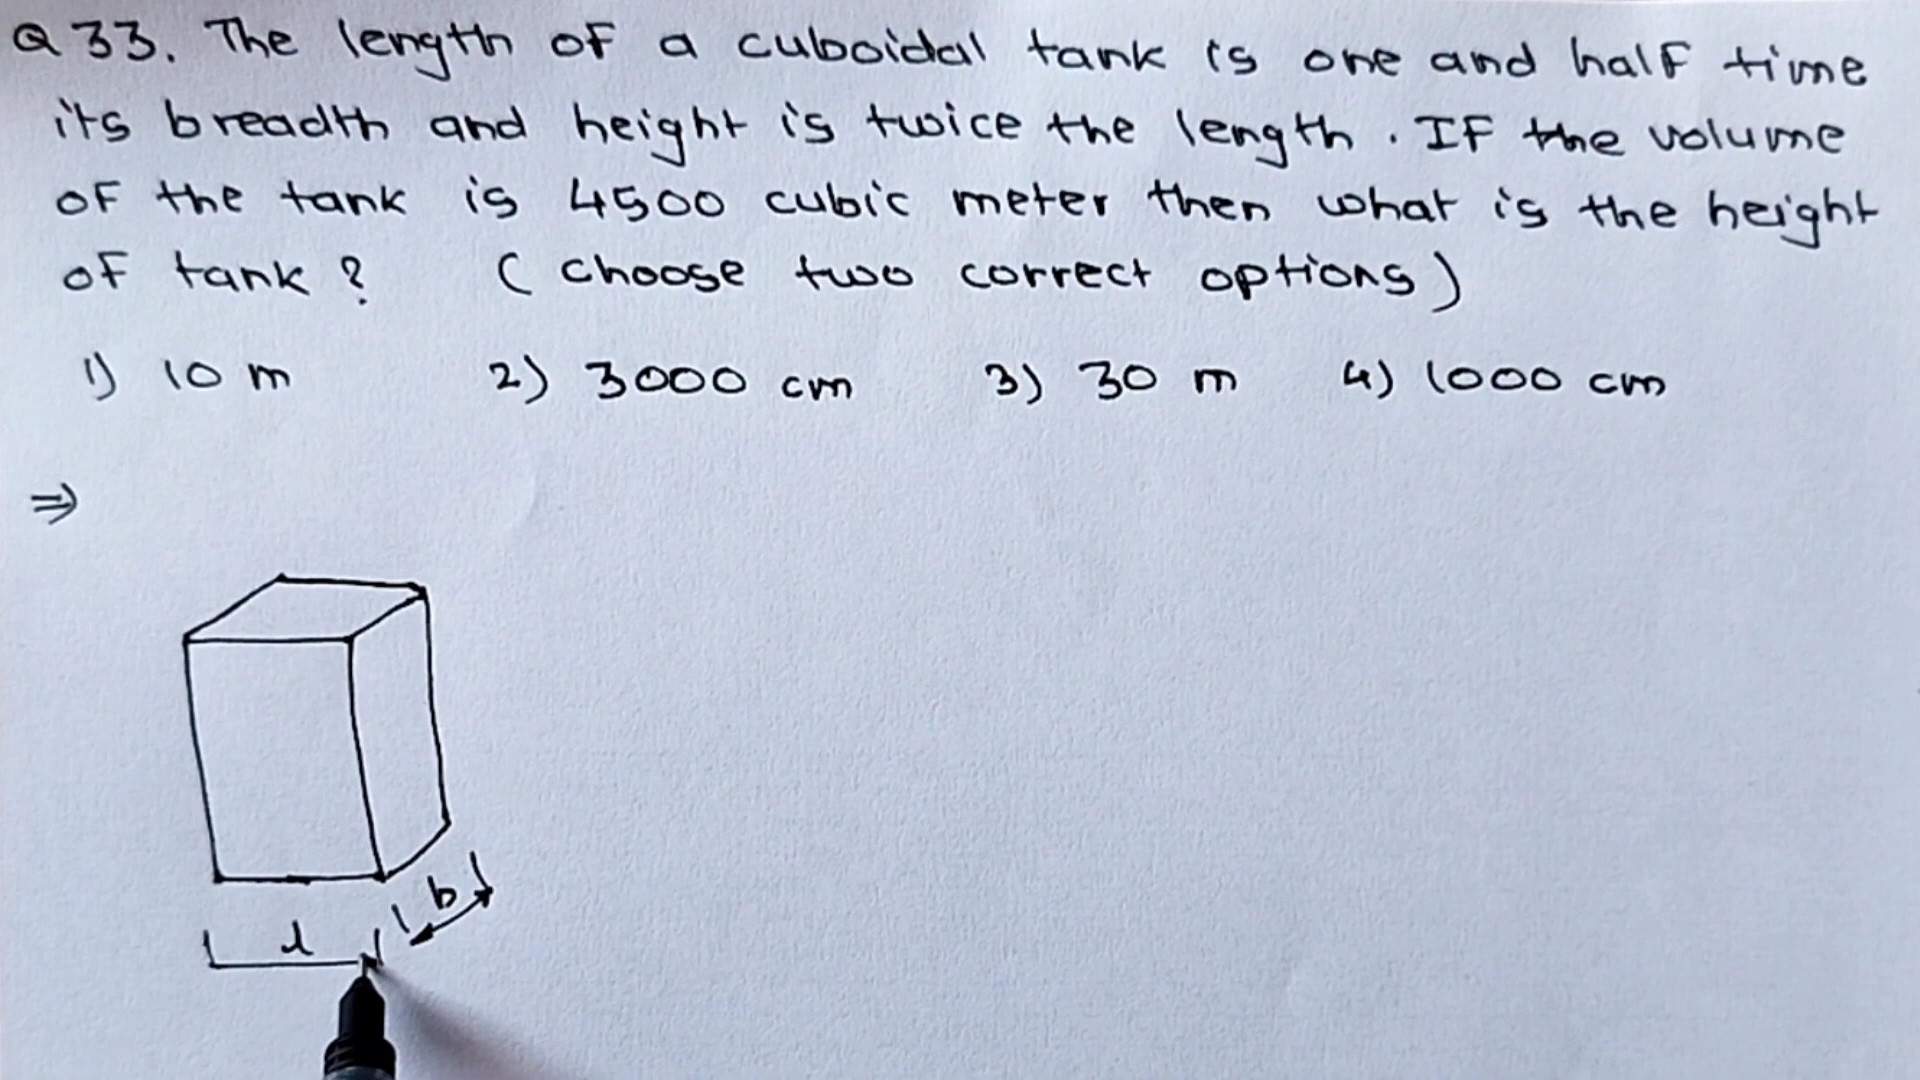 Q 33. The length of a cuboidal tank is one and half time
its breadth and height is twice the length. If the volume
of the tank is 4500 cubic meter then what is the height
of tank? (choose two correct options)
1) 10 m 2) 3000 cm 3) 30 m 4) 1000 cm
⇒
b
l